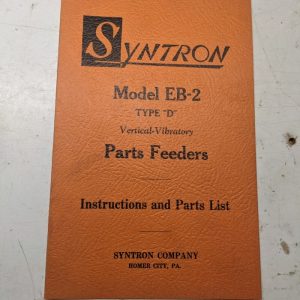 SYNTRON
Model EB-2
TYPE "D"
Vertical-Vibratory
Parts Feeders
Instructions and Parts List
SYNTRON COMPANY
HOMER CITY, PA.